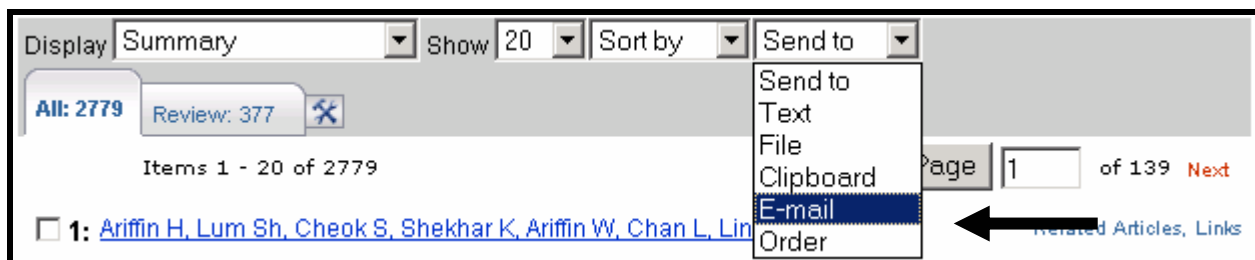 Display Summary Show 20 Sort by Send to
Send to
All: 2779 Review: 377
Text
File
Items 1 - 20 of 2779
Clipboard
Page 1 of 139 Next
E-mail
1: Ariffin H, Lum Sh, Cheok S, Shekhar K, Ariffin W, Chan L, Lin
Articles, Links
Order